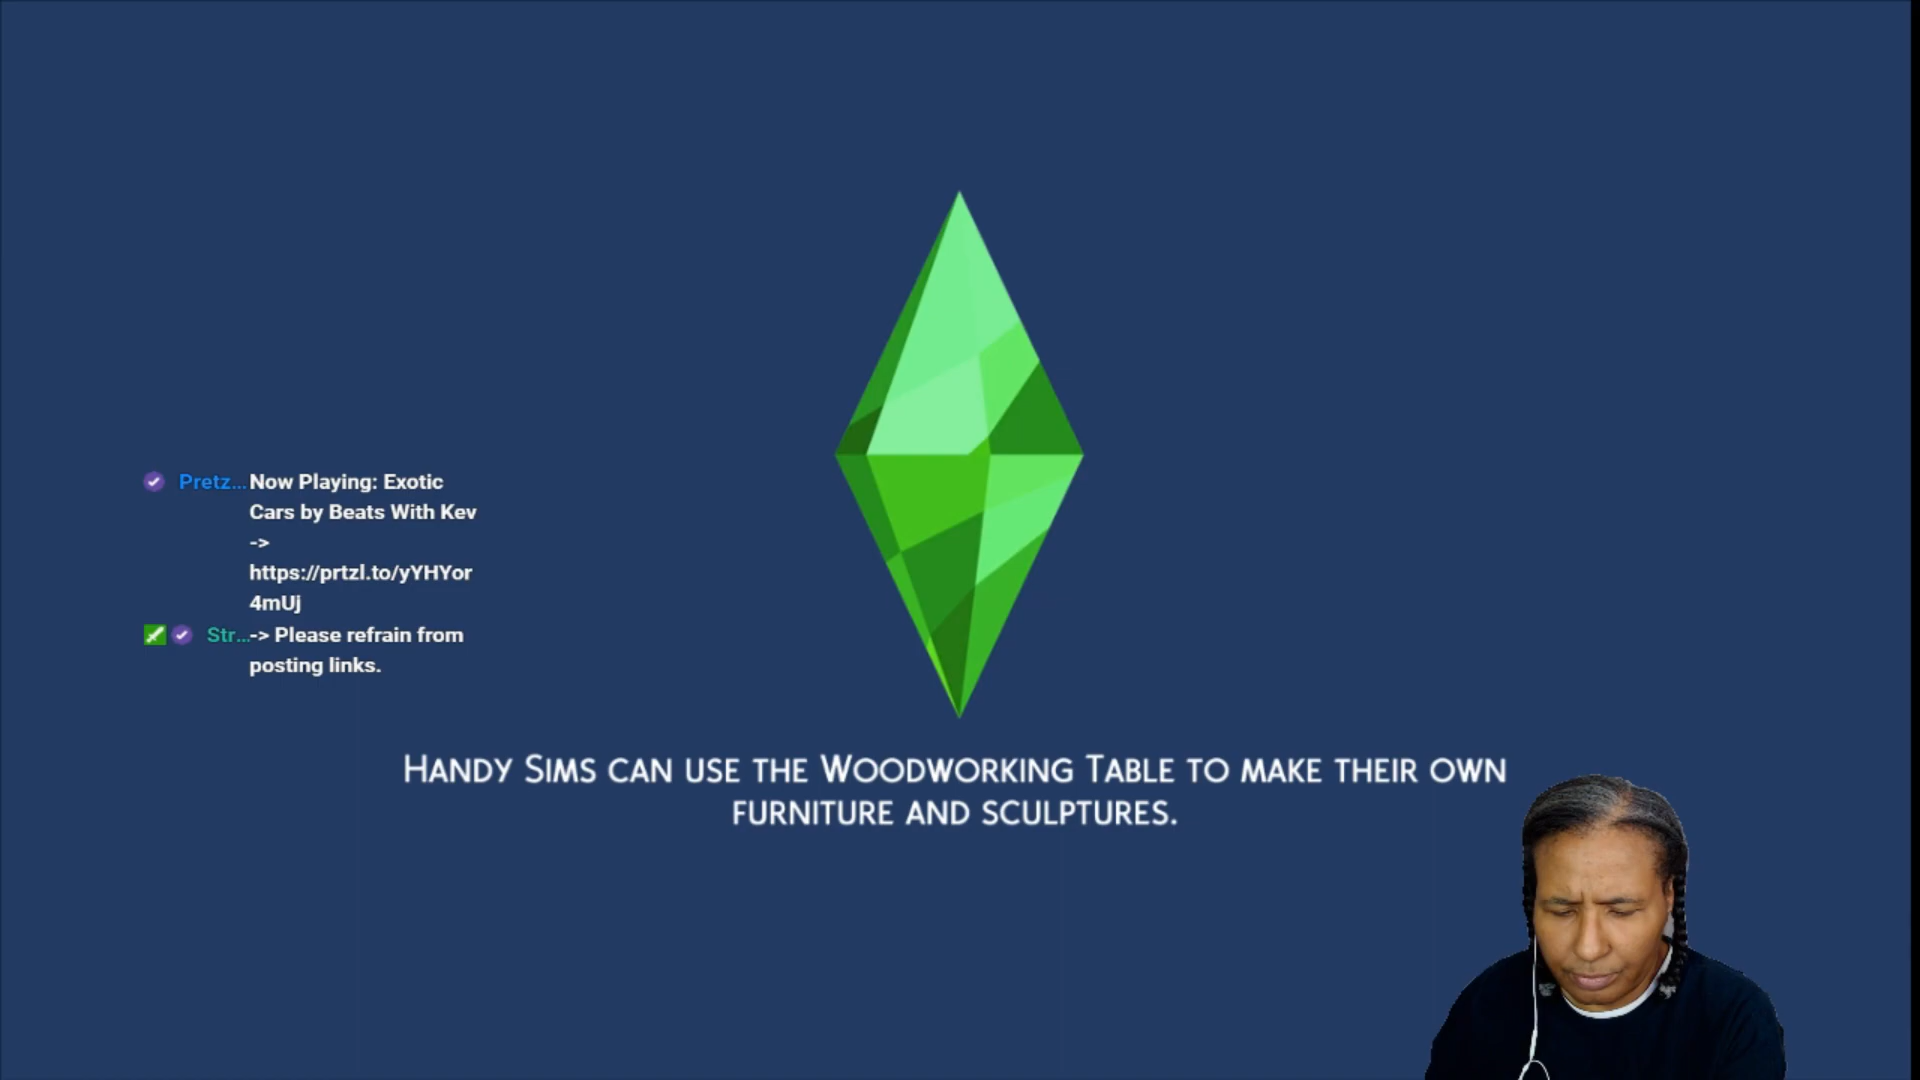 Pretz... Now Playing: Exotic
Cars by Beats With Kev
->
https://prtzl.to/yYHYor
4mUj
Str... -> Please refrain from
posting links.
HANDY SIMS CAN USE THE WOODWORKING TABLE TO MAKE THEIR OWN
FURNITURE AND SCULPTURES.